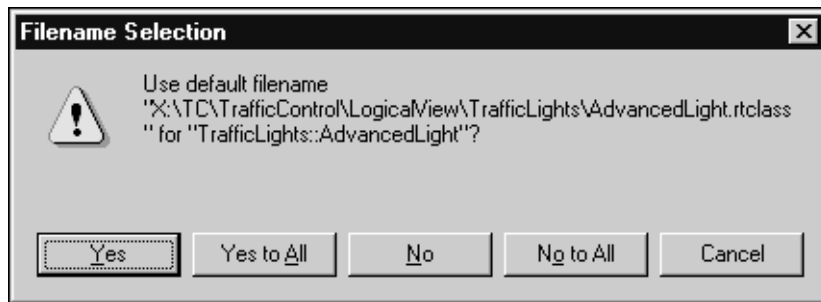 Filename Selection
Use default filename
"X:\TC\TrafficControl\LogicalView\TrafficLights\AdvancedLight.rtclass
" for "TrafficLights::AdvancedLight"?
Yes Yes to All No No to All Cancel